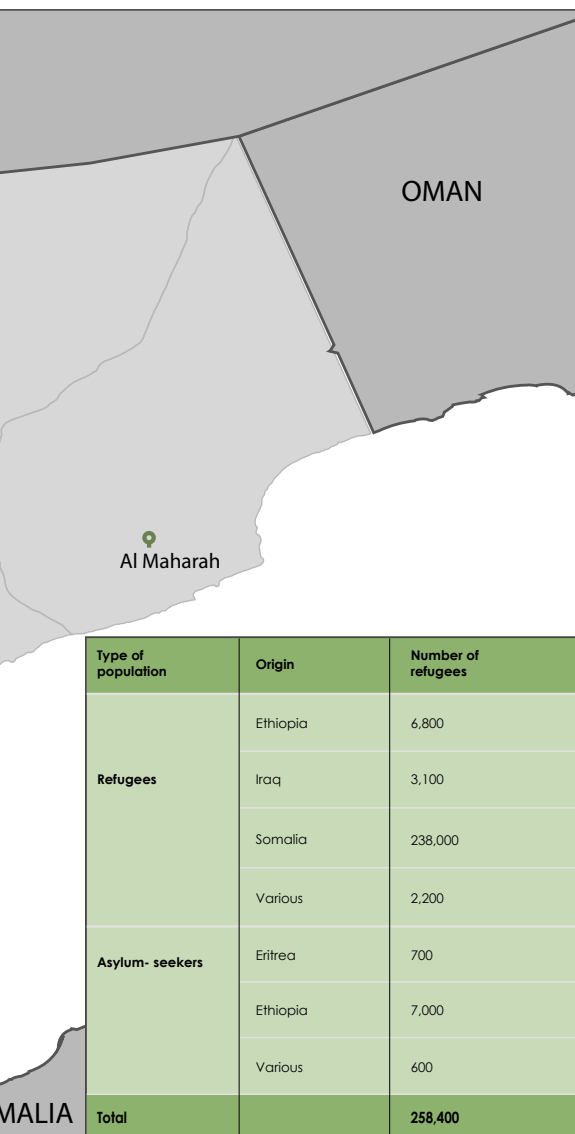 OMAN
Al Maharah
Type of population Origin Number of refugees
Refugees
Ethiopia 6,800
Iraq 3,100
Somalia 238,000
Various 2,200
Asylum- seekers
Eritrea 700
Ethiopia 7,000
Various 600
MALIA
Total 258,400